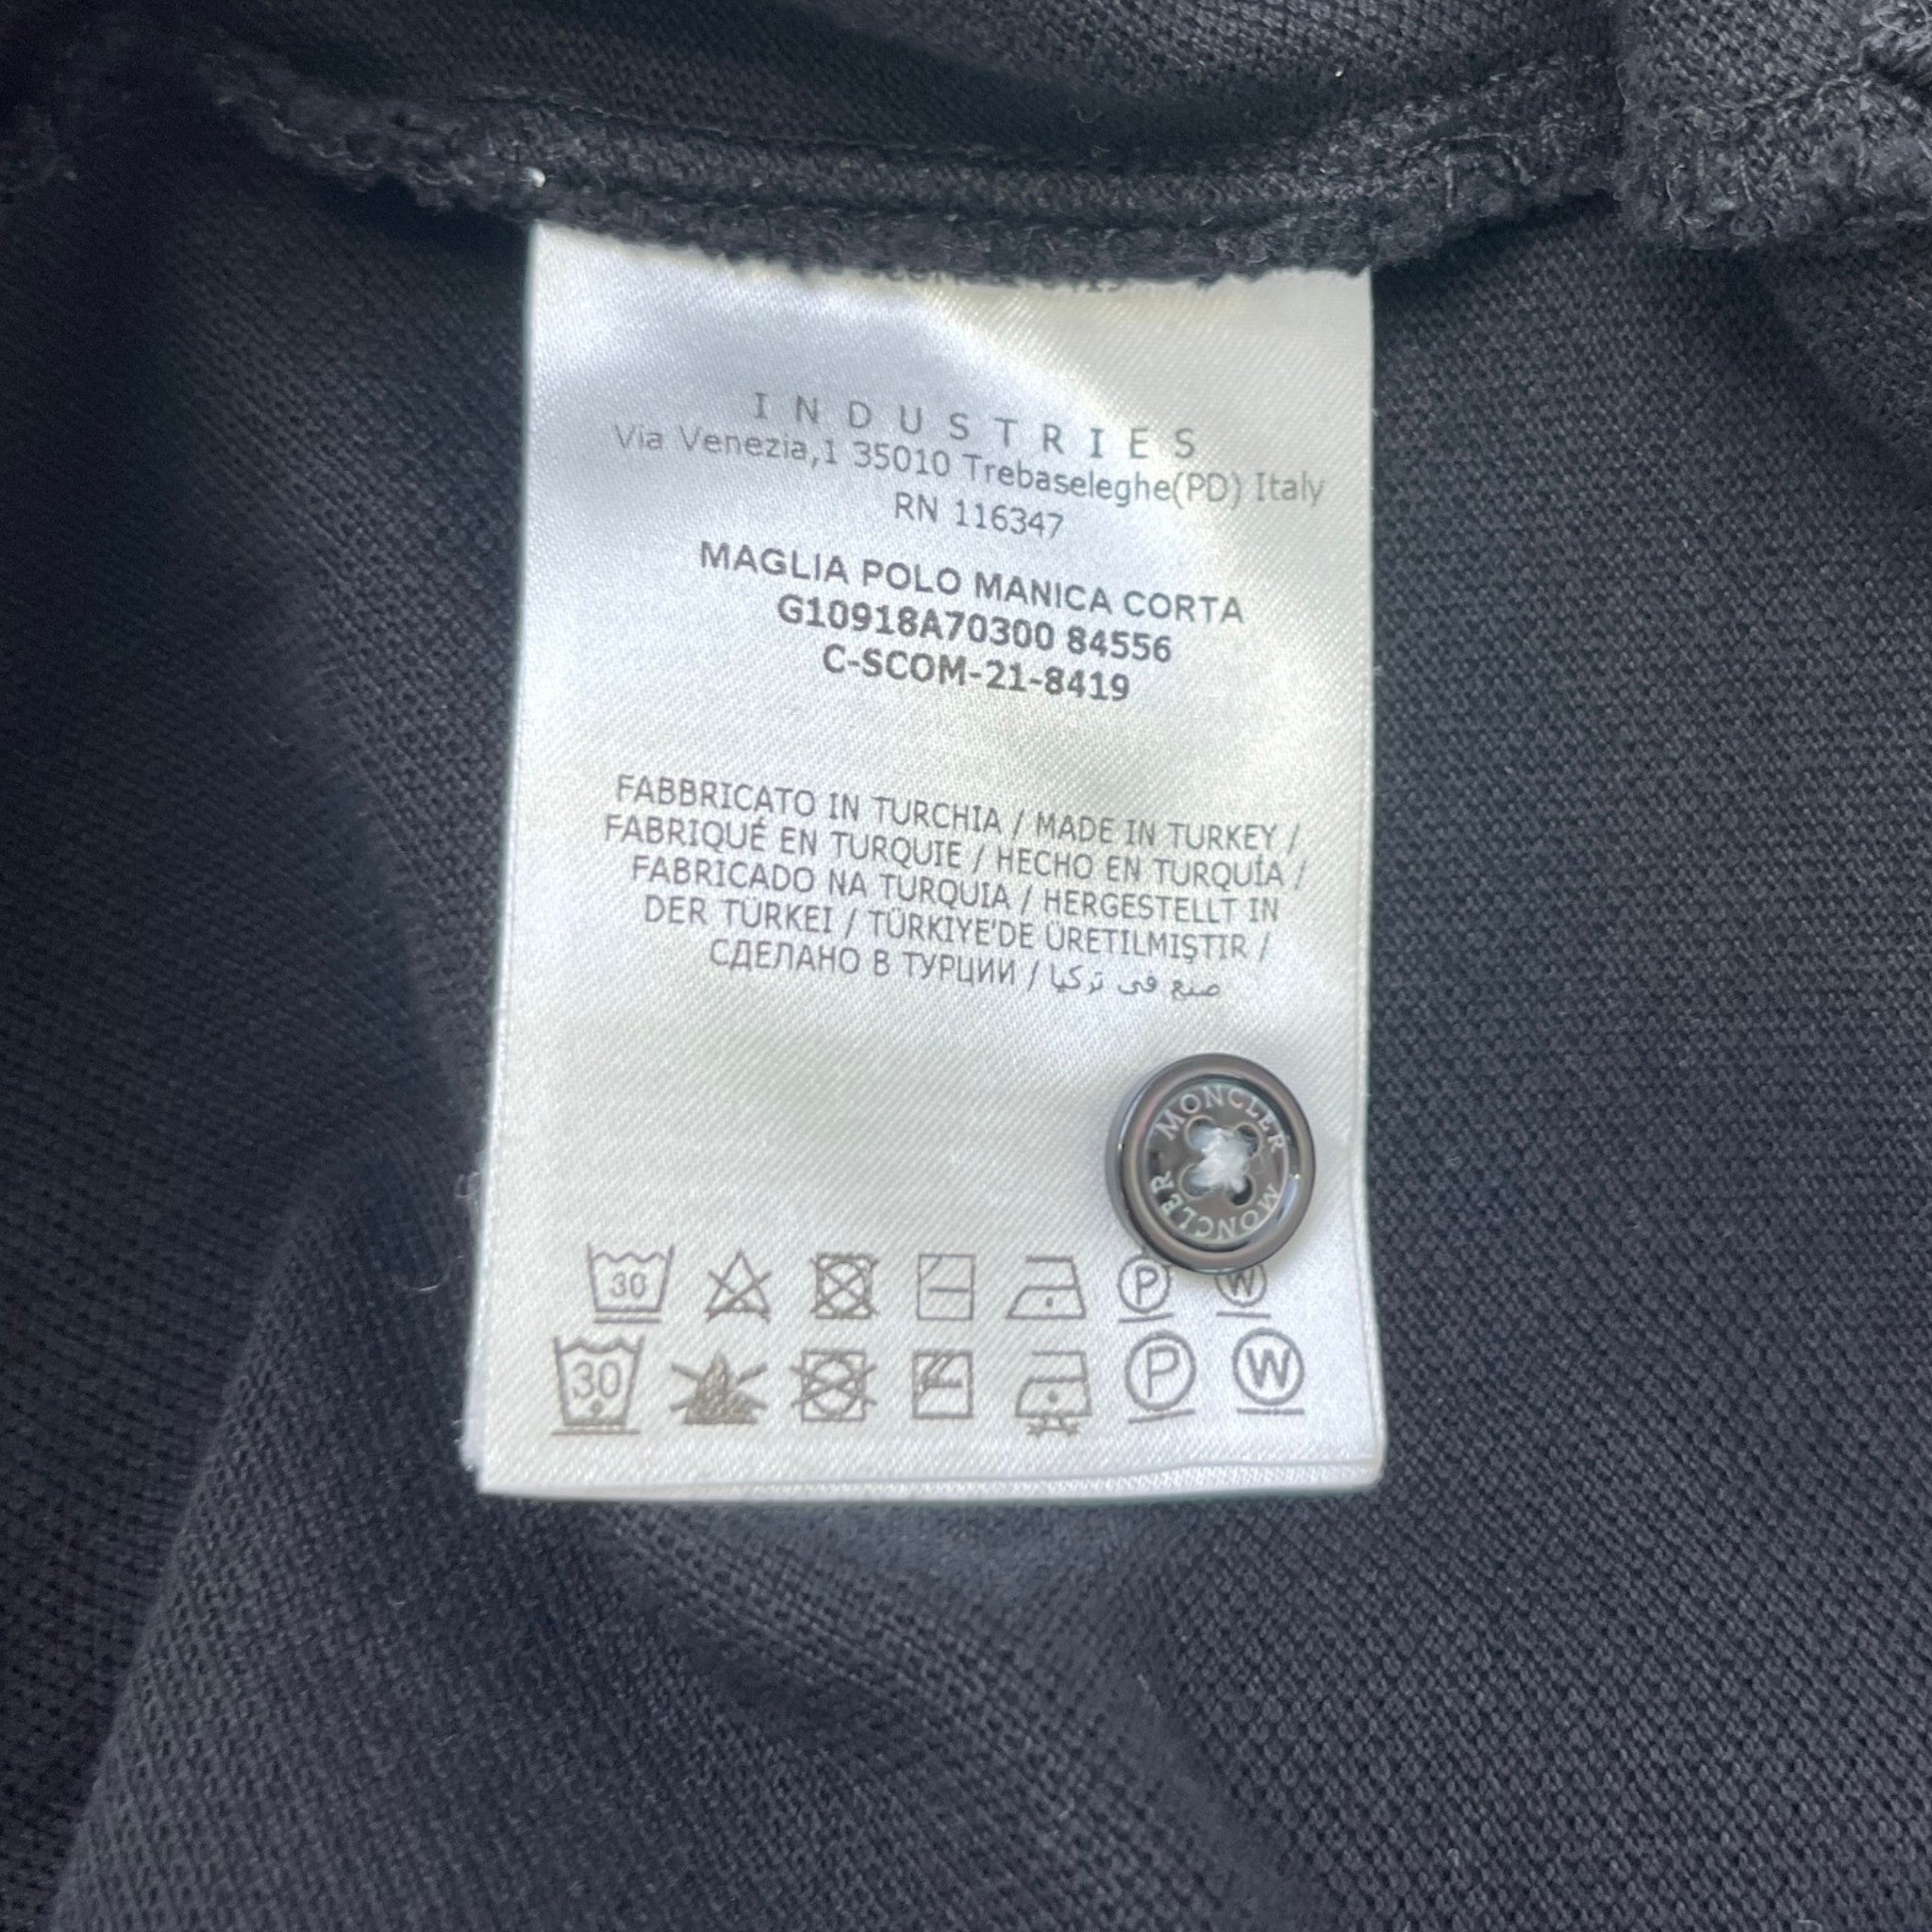 INDUSTRIES
Via Venezia,1 35010 Trebaseleghe(PD) Italy
RN 116347
MAGLIA POLO MANICA CORTA
G10918A70300 84556
C-SCOM-21-8419
FABBRICATO IN TURCHIA / MADE IN TURKEY /
FABRIQUÉ EN TURQUIE / HECHO EN TURQUÍA /
FABRICADO NA TURQUIA / HERGESTELLT IN
DER TÜRKEI / TÜRKIYE'DE ÜRETILMIŞTIR /
СДЕЛАНО В ТУРЦИИ / صنع في تركيا
MONCLER
MONCLER
30 P W
30 P W